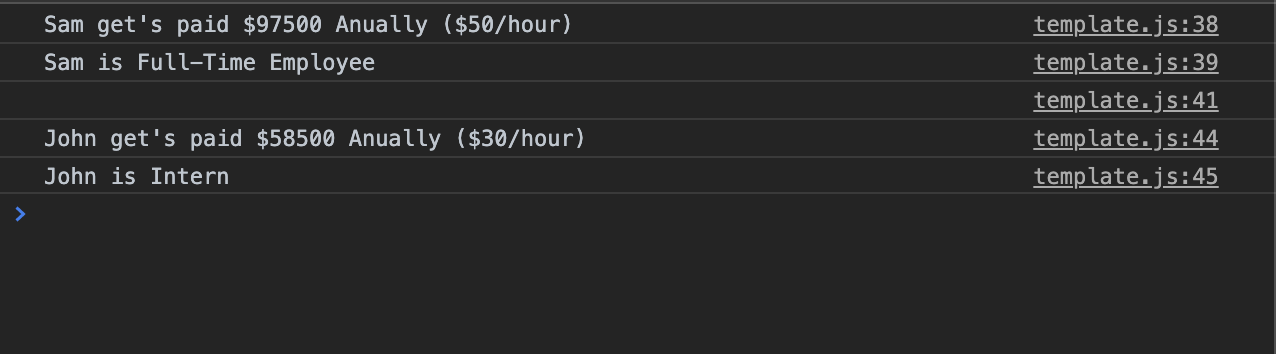 Sam get's paid $97500 Anually ($50/hour) template.js:38
Sam is Full-Time Employee template.js:39
template.js:41
John get's paid $58500 Anually ($30/hour) template.js:44
John is Intern template.js:45
>